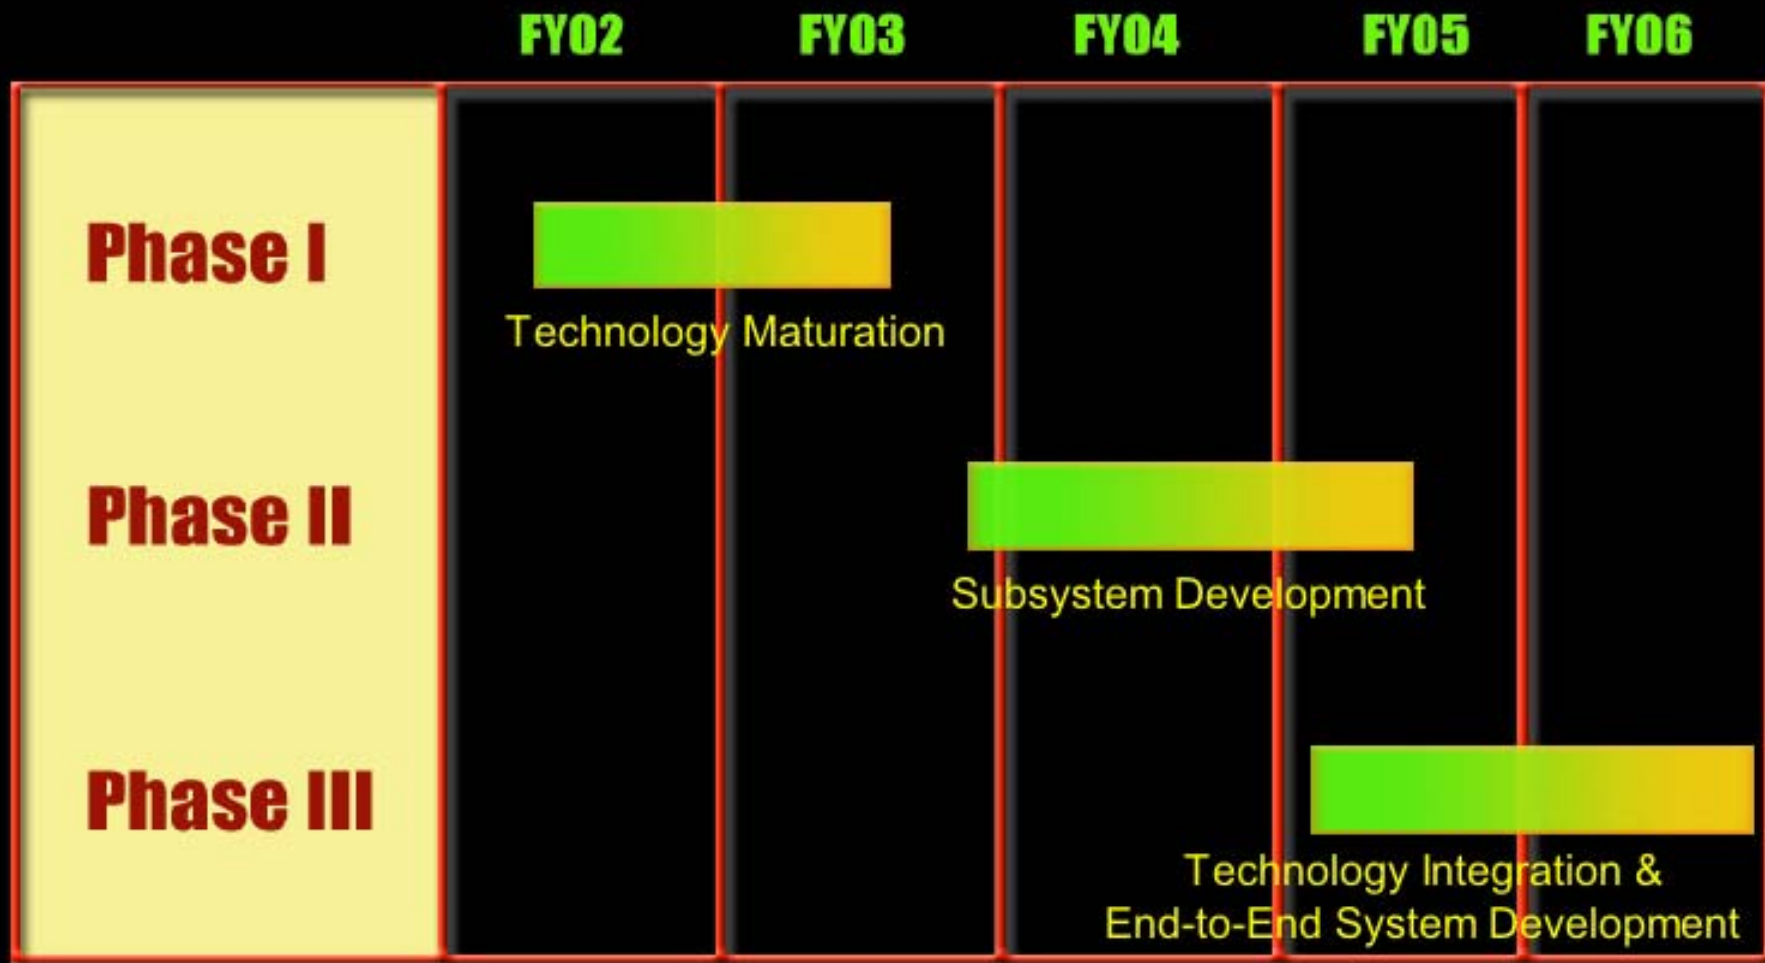 FY02 FY03 FY04 FY05 FY06
Phase I
Technology Maturation
Phase II
Subsystem Development
Phase III
Technology Integration &
End-to-End System Development